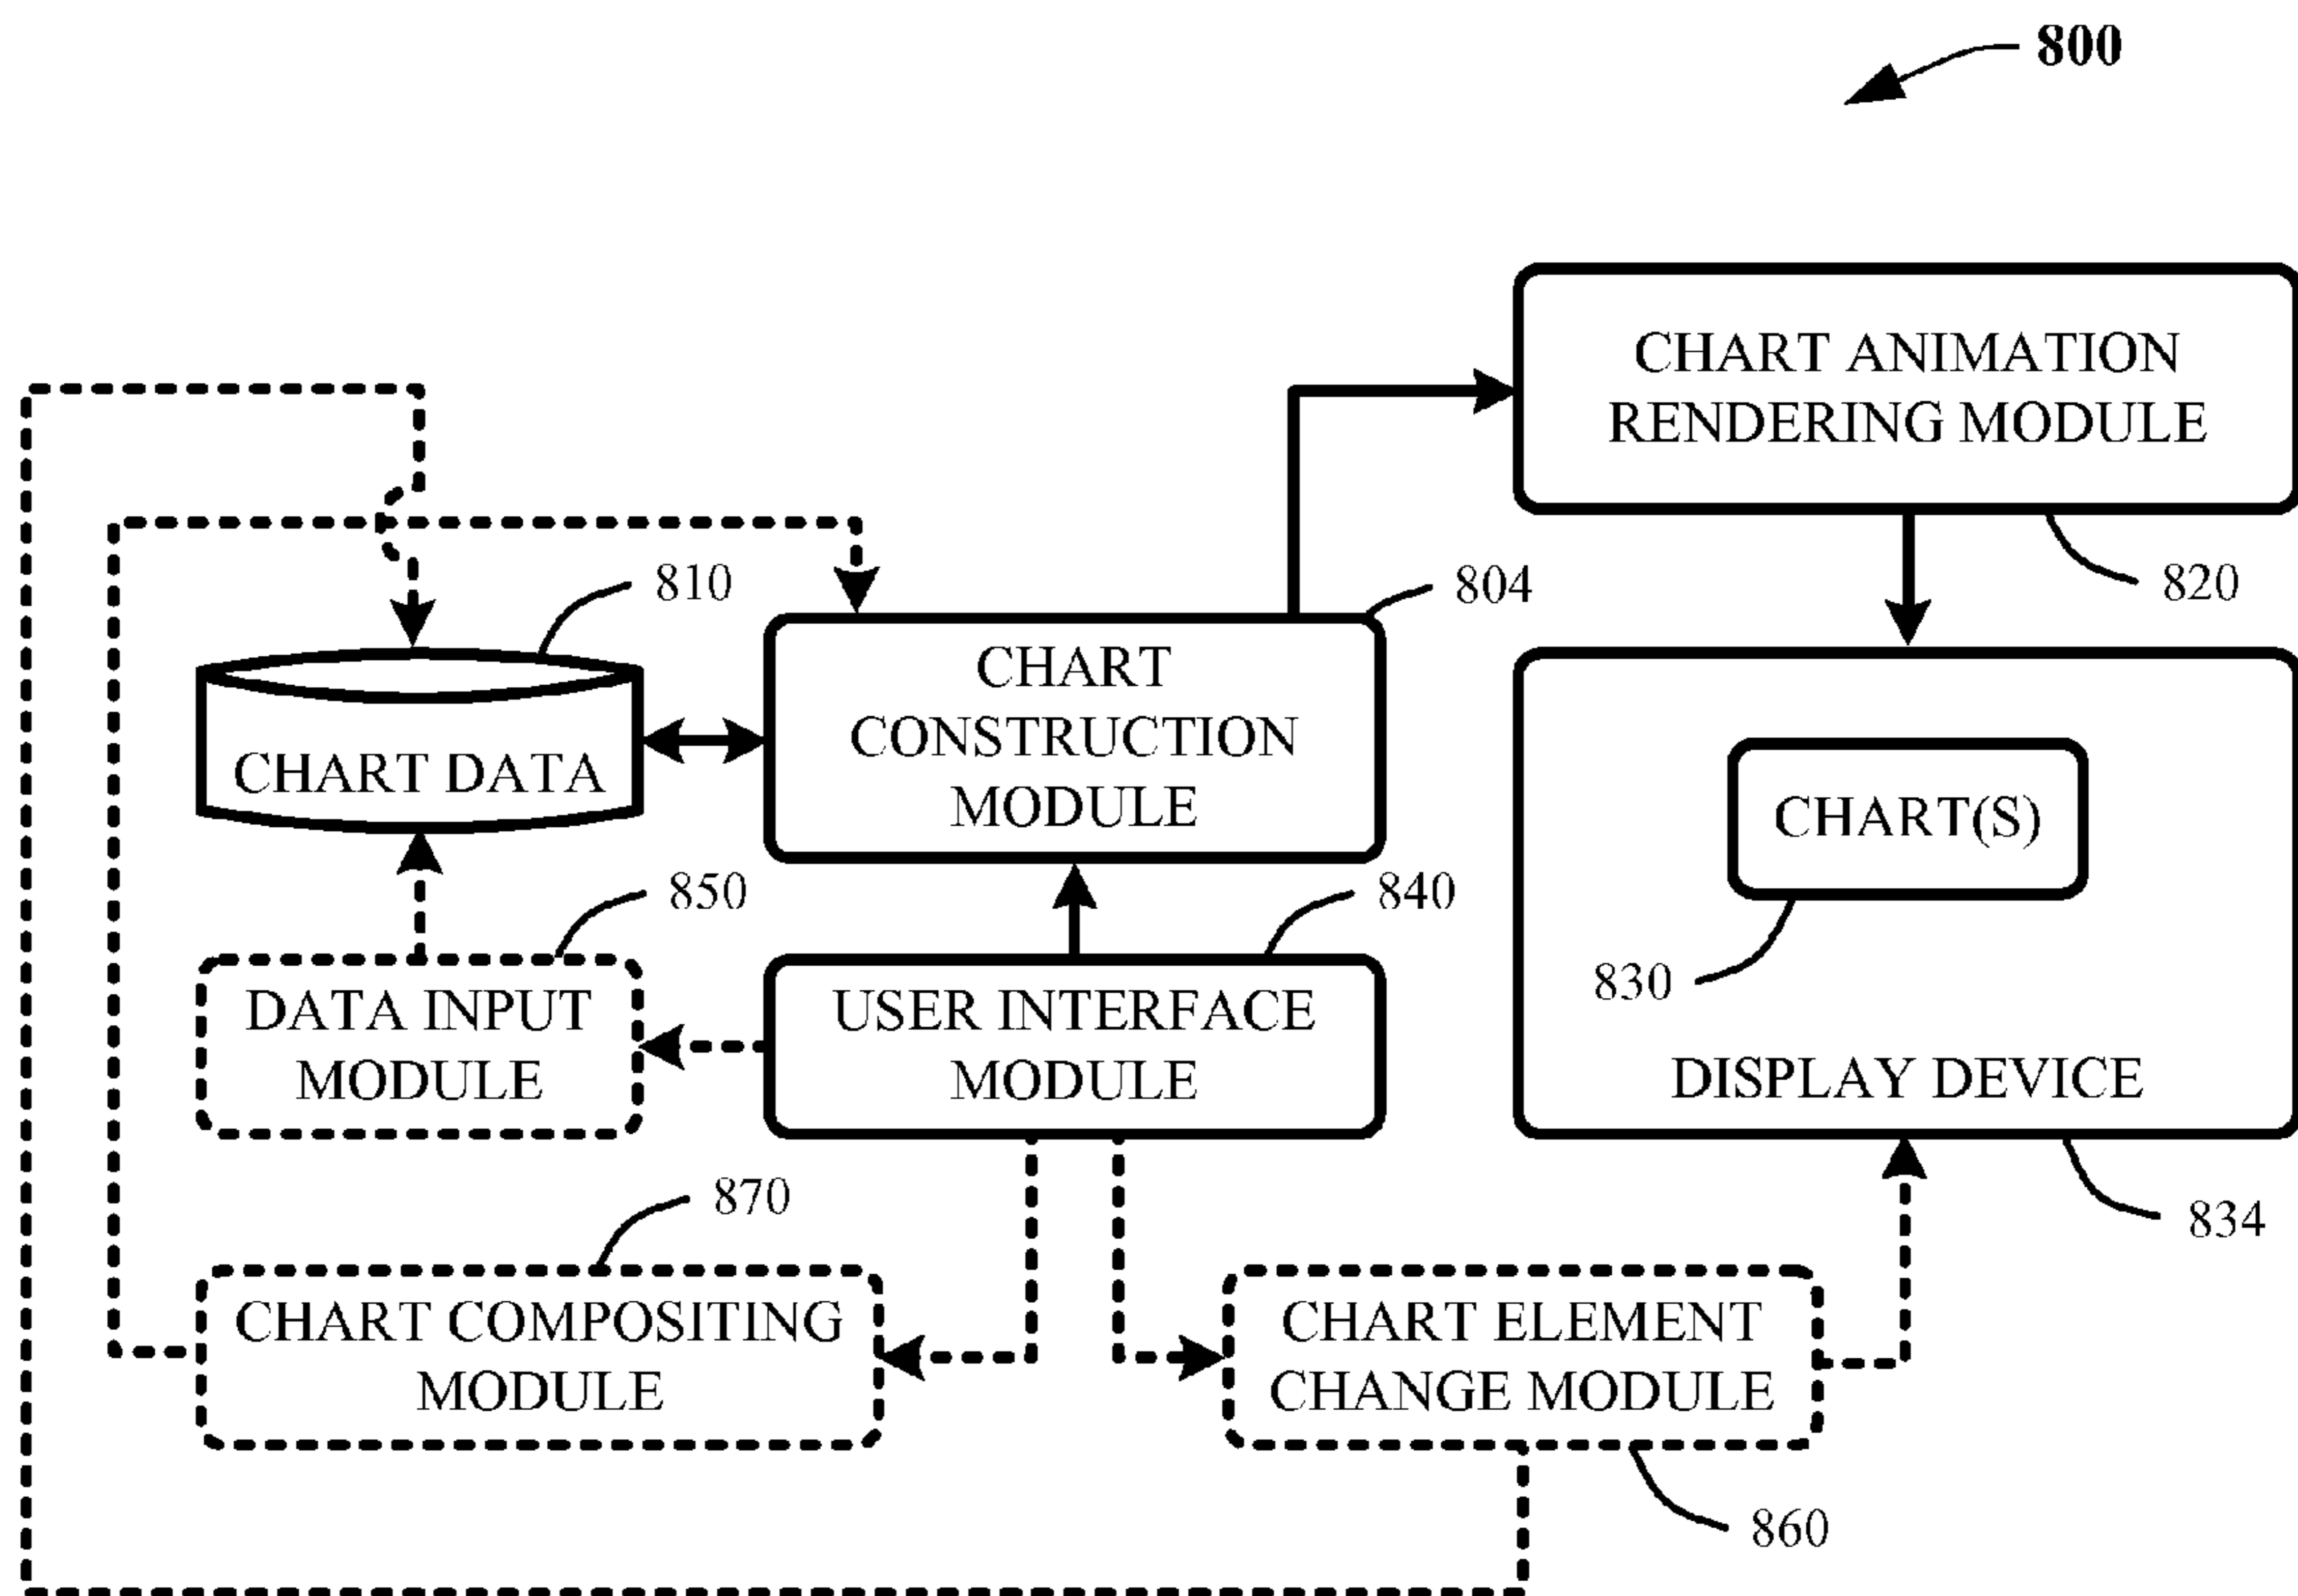 800
CHART ANIMATION
RENDERING MODULE
820
810
804
CHART
CONSTRUCTION
MODULE
CHART DATA
CHART(S)
830
DISPLAY DEVICE
834
850
840
DATA INPUT
MODULE
USER INTERFACE
MODULE
870
CHART COMPOSITING
MODULE
CHART ELEMENT
CHANGE MODULE
860